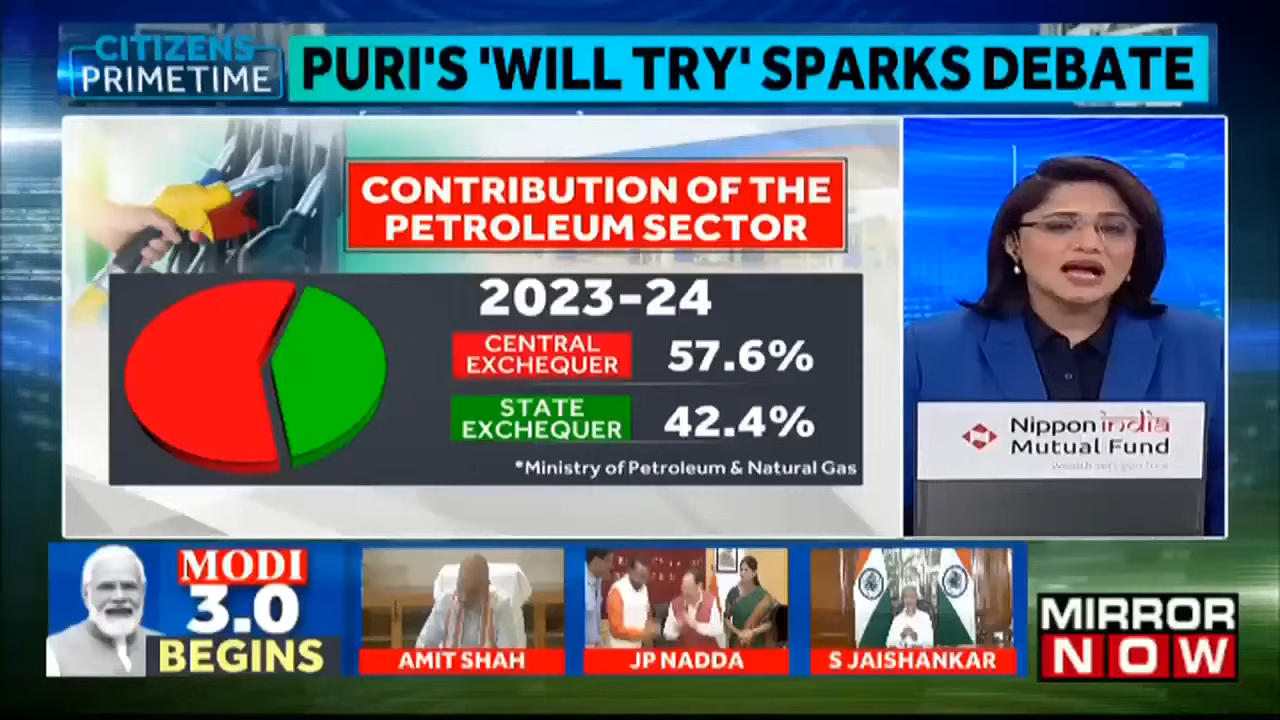 CITIZENS
PRIMETIME
PURI'S 'WILL TRY' SPARKS DEBATE
CONTRIBUTION OF THE
PETROLEUM SECTOR
2023-24
CENTRAL
EXCHEQUER
57.6%
STATE
EXCHEQUER
42.4%
*Ministry of Petroleum & Natural Gas
Nippon india
Mutual Fund
MODI
3.0
BEGINS
AMIT SHAH
JP NADDA
S JAISHANKAR
MIRROR
NOW